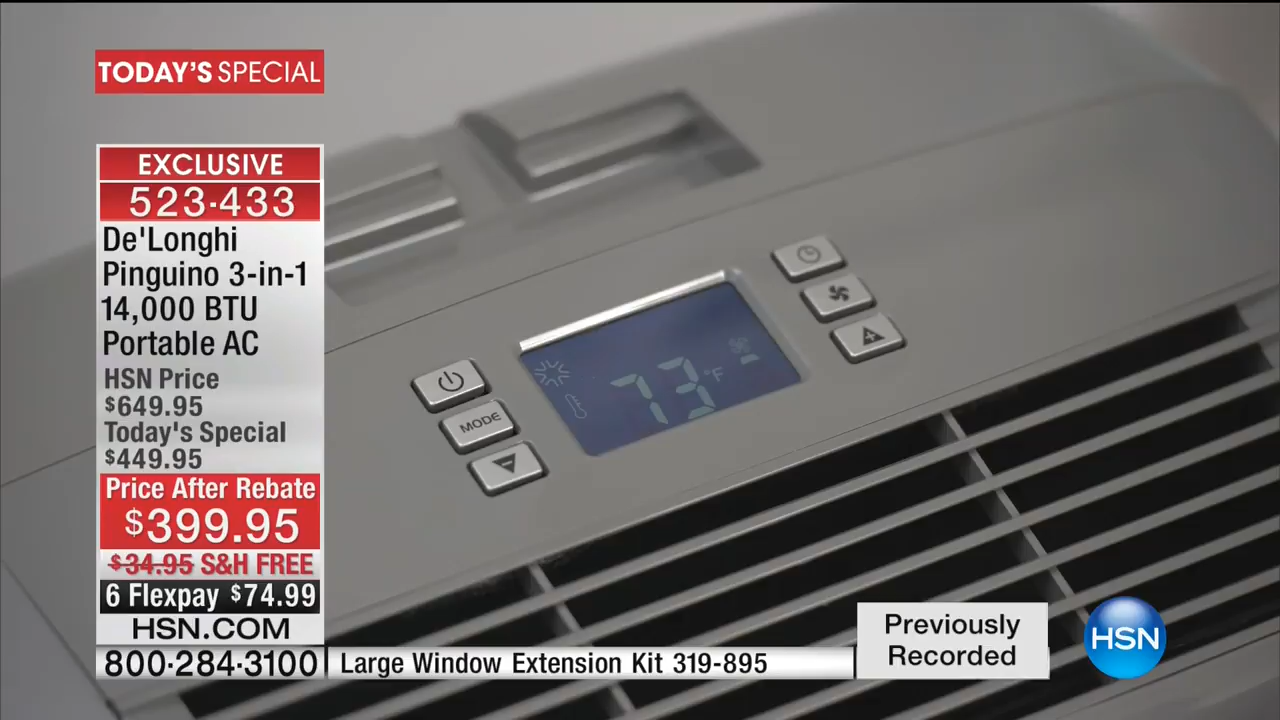 TODAY'S SPECIAL
EXCLUSIVE
523-433
De'Longhi
Pinguino 3-in-1
14,000 BTU
Portable AC
HSN Price
$649.95
Today's Special
$449.95
Price After Rebate
$399.95
$34.95 S&H FREE
6 Flexpay $74.99
HSN.COM
800-284-3100
Large Window Extension Kit 319-895
Previously
Recorded
HSN
73°F
MODE